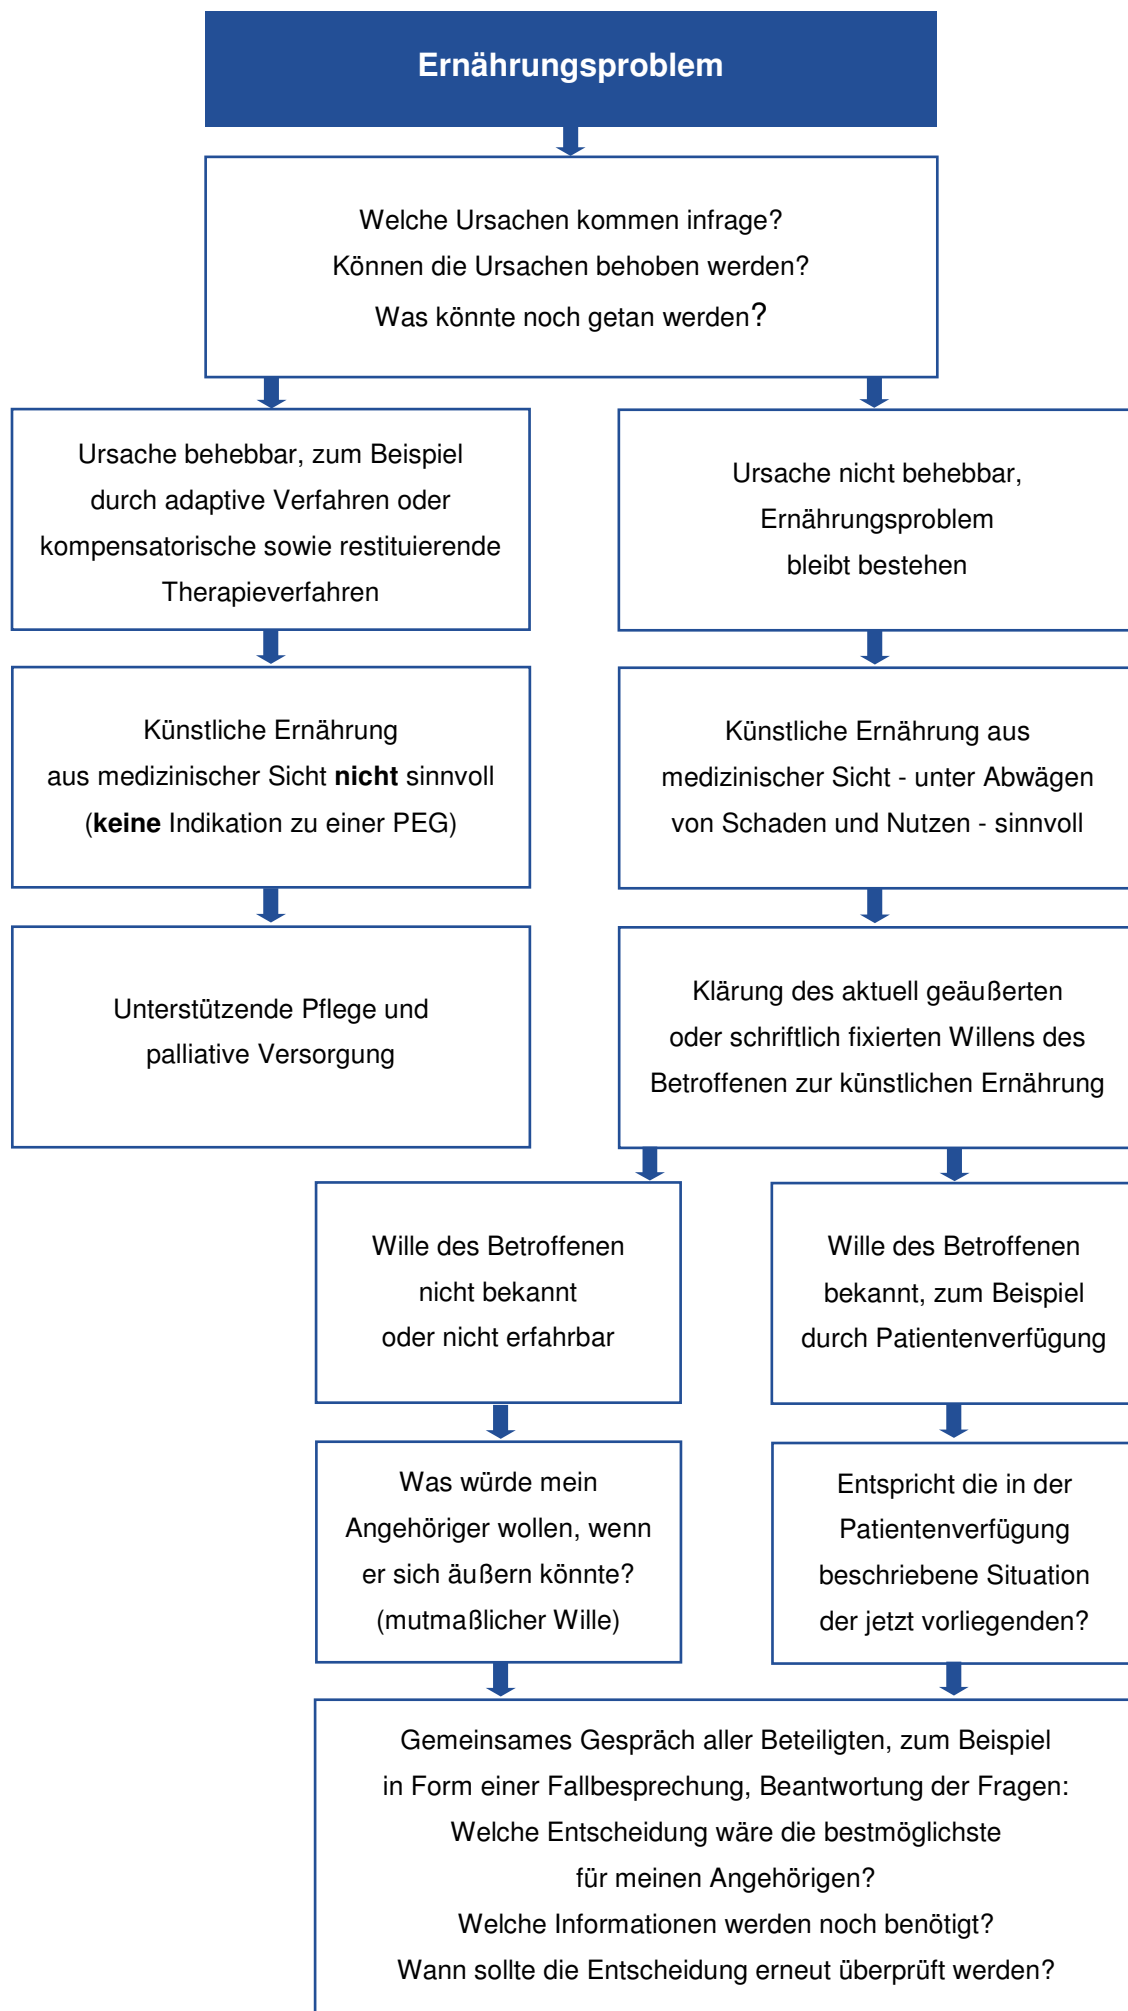 Ernährungsproblem
Welche Ursachen kommen infrage?
Können die Ursachen behoben werden?
Was könnte noch getan werden?
Ursache behebbar, zum Beispiel
durch adaptive Verfahren oder
kompensatorische sowie restituierende
Therapieverfahren
Ursache nicht behebbar,
Ernährungsproblem
bleibt bestehen
Künstliche Ernährung
aus medizinischer Sicht nicht sinnvoll
(keine Indikation zu einer PEG)
Künstliche Ernährung aus
medizinischer Sicht - unter Abwägen
von Schaden und Nutzen - sinnvoll
Unterstützende Pflege und
palliative Versorgung
Klärung des aktuell geäußerten
oder schriftlich fixierten Willens des
Betroffenen zur künstlichen Ernährung
Wille des Betroffenen
nicht bekannt
oder nicht erfahrbar
Wille des Betroffenen
bekannt, zum Beispiel
durch Patientenverfügung
Was würde mein
Angehöriger wollen, wenn
er sich äußern könnte?
(mutmaßlicher Wille)
Entspricht die in der
Patientenverfügung
beschriebene Situation
der jetzt vorliegenden?
Gemeinsames Gespräch aller Beteiligten, zum Beispiel
in Form einer Fallbesprechung, Beantwortung der Fragen:
Welche Entscheidung wäre die bestmöglichste
für meinen Angehörigen?
Welche Informationen werden noch benötigt?
Wann sollte die Entscheidung erneut überprüft werden?